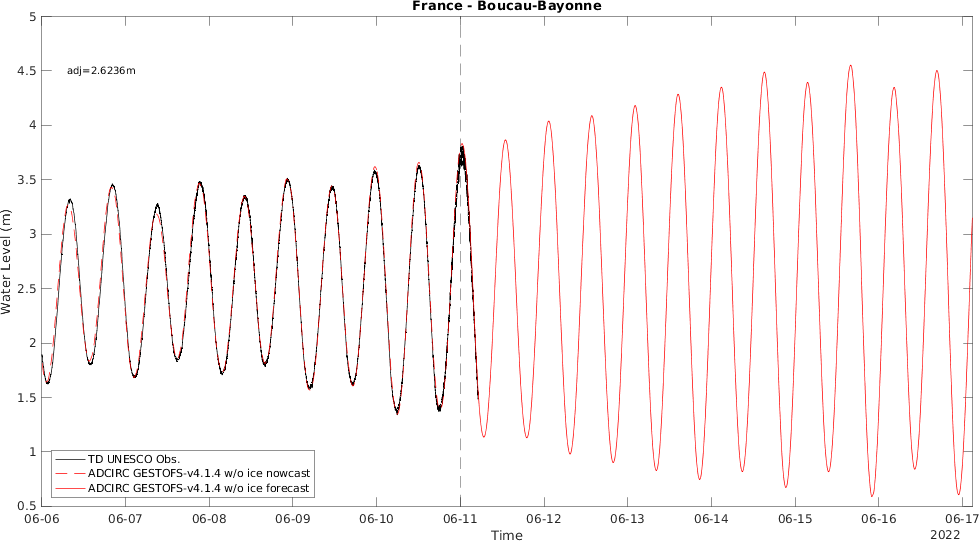 France - Boucau-Bayonne
adj=2.6236m
Water Level (m)
5
4.5
4
3.5
3
2.5
2
1.5
1
0.5
TD UNESCO Obs.
ADCIRC GESTOFS-v4.1.4 w/o ice nowcast
ADCIRC GESTOFS-v4.1.4 w/o ice forecast
06-06 06-07 06-08 06-09 06-10 06-11 06-12 06-13 06-14 06-15 06-16 06-17
Time
2022